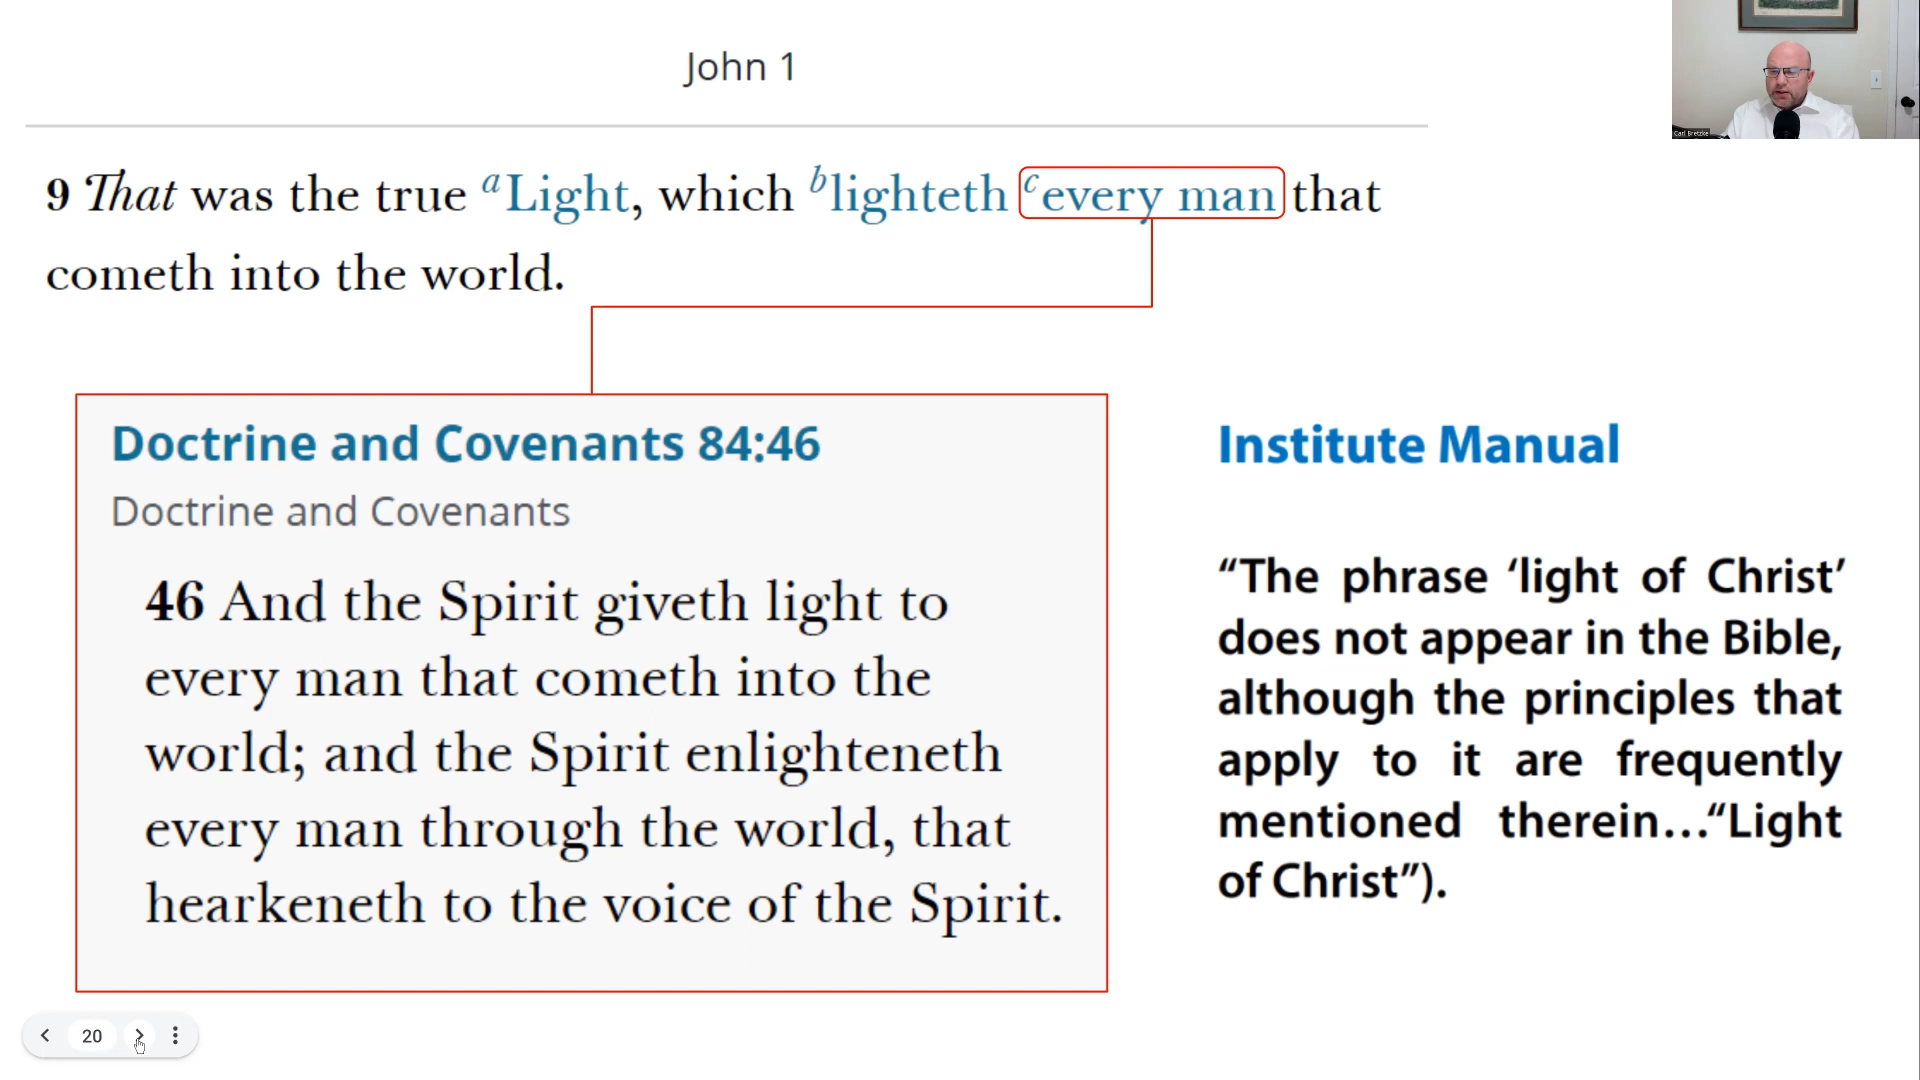 John 1
Carl Bretzke
9 That was the true aLight, which blighteth cevery man that
cometh into the world.
Doctrine and Covenants 84:46
Doctrine and Covenants
46 And the Spirit giveth light to
every man that cometh into the
world; and the Spirit enlighteneth
every man through the world, that
hearkeneth to the voice of the Spirit.
Institute Manual
“The phrase ‘light of Christ’
does not appear in the Bible,
although the principles that
apply to it are frequently
mentioned therein…“Light
of Christ”).
20